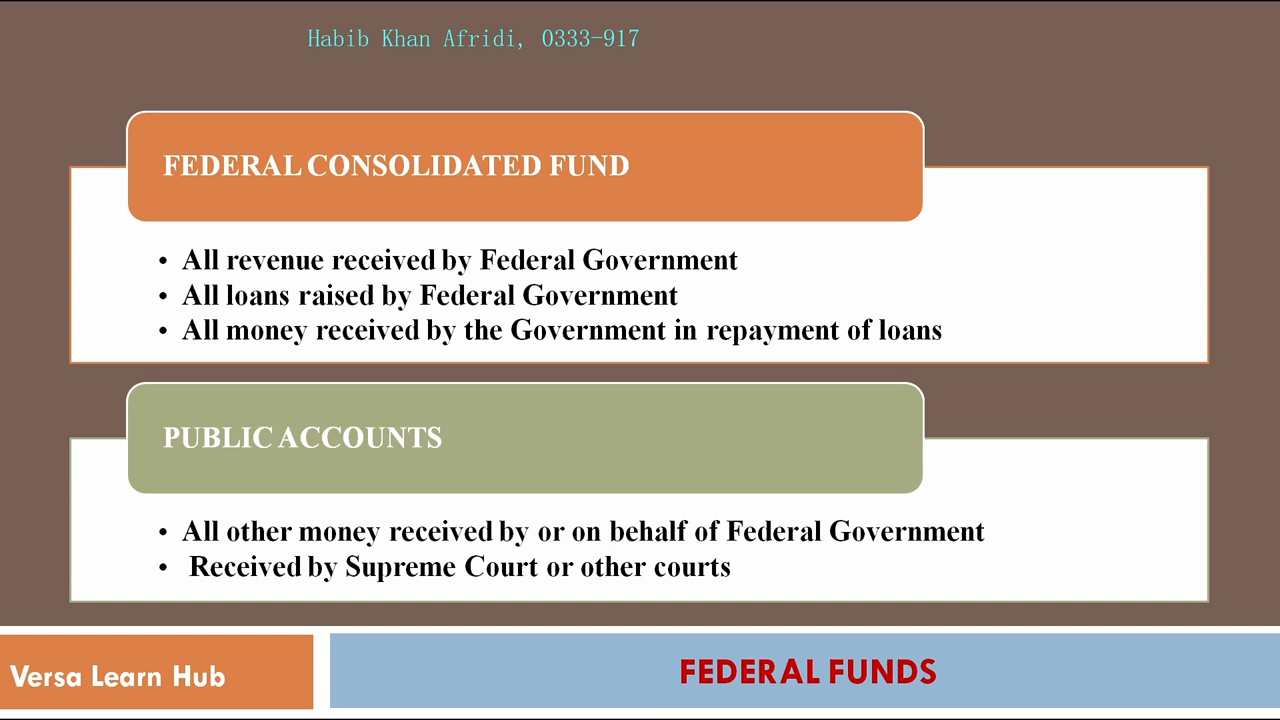 Habib Khan Afridi, 0333-917
FEDERAL CONSOLIDATED FUND
• All revenue received by Federal Government
• All loans raised by Federal Government
• All money received by the Government in repayment of loans
PUBLIC ACCOUNTS
• All other money received by or on behalf of Federal Government
• Received by Supreme Court or other courts
Versa Learn Hub
FEDERAL FUNDS